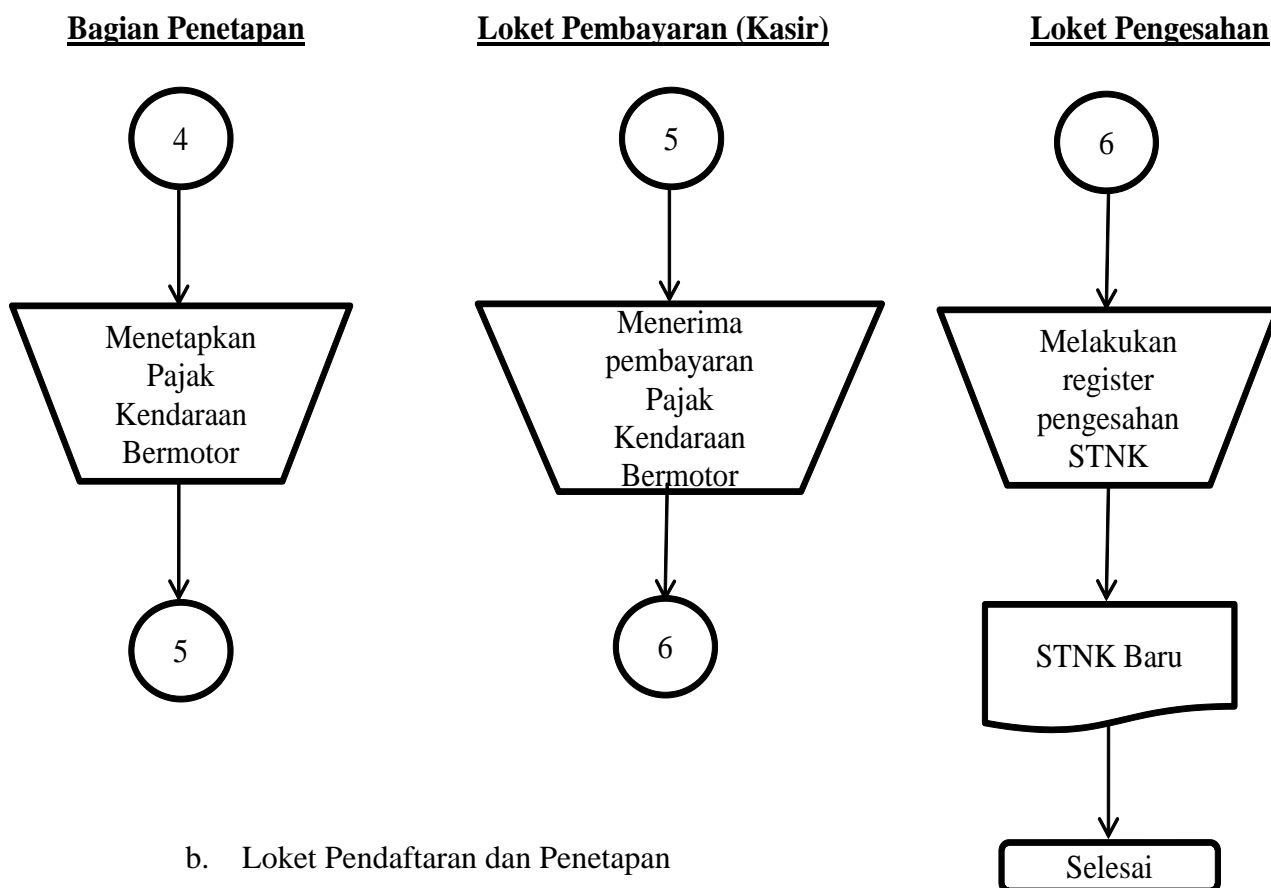 Bagian Penetapan
Loket Pembayaran (Kasir)
Loket Pengesahan
4
5
6
Menetapkan
Pajak
Kendaraan
Bermotor
Menerima
pembayaran
Pajak
Kendaraan
Bermotor
Melakukan
register
pengesahan
STNK
5
6
STNK Baru
b. Loket Pendaftaran dan Penetapan
Selesai